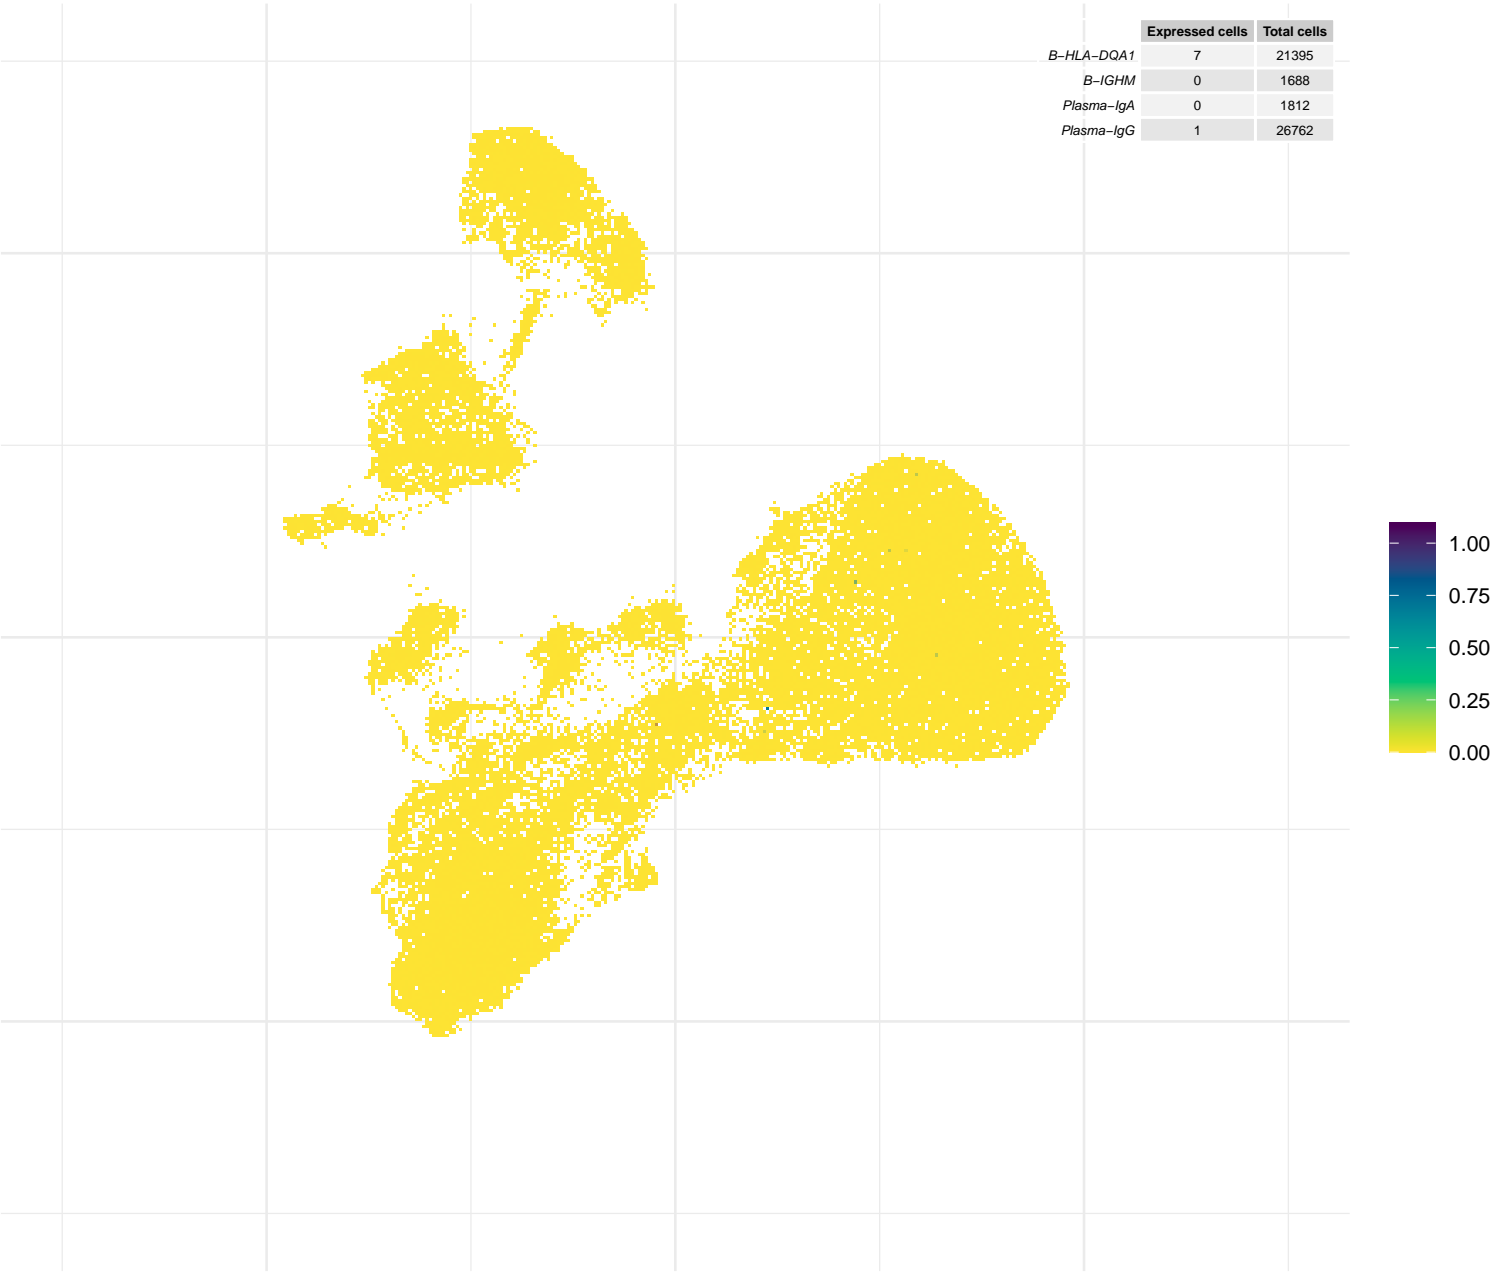 Expressed cells Total cells
B−HLA−DQA1 7 21395
B−IGHM 0 1688
Plasma−IgA 0 1812
Plasma−IgG 1 26762
1.00
0.75
0.50
0.25
0.00